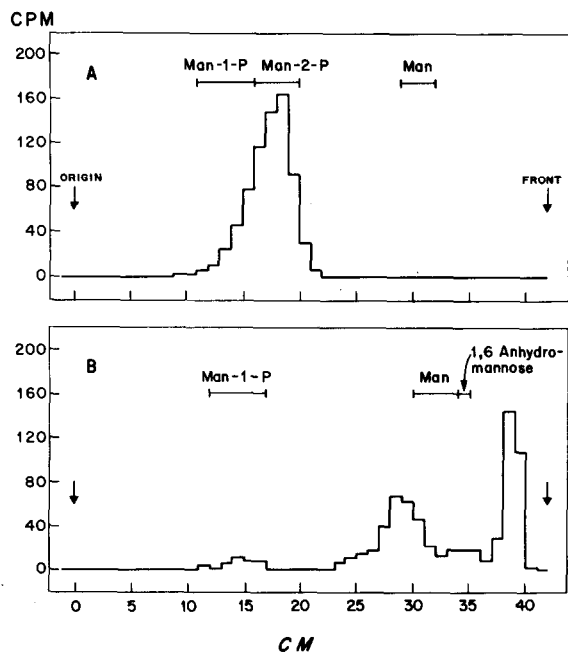 CPM
200
160
120
80
40
0
A
Man-1-P Man-2-P Man
ORIGIN
FRONT
200
160
120
80
40
0
B
Man-1-P
Man
1,6 Anhydro-
mannose
0 5 10 15 20 25 30 35 40
CM